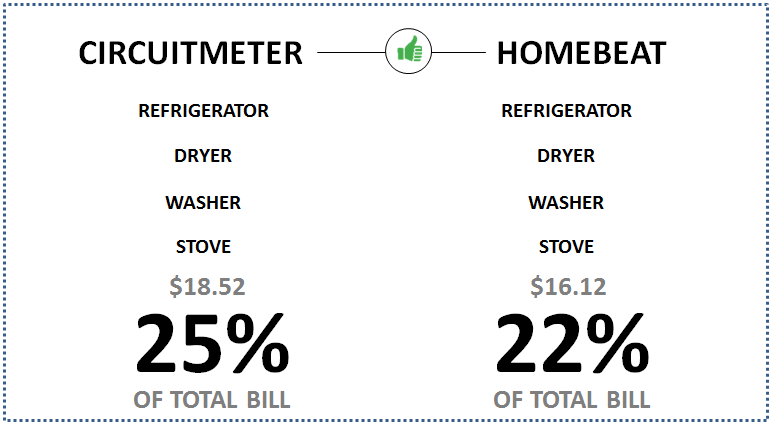 CIRCUITMETER HOMEBEAT
REFRIGERATOR REFRIGERATOR
DRYER DRYER
WASHER WASHER
STOVE STOVE
$18.52 $16.12
25% 22%
OF TOTAL BILL OF TOTAL BILL